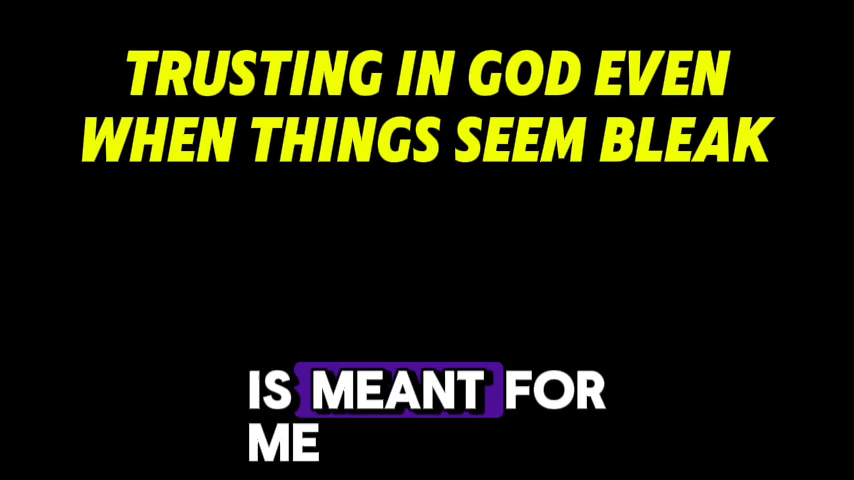 TRUSTING IN GOD EVEN
WHEN THINGS SEEM BLEAK
IS MEANT FOR
ME